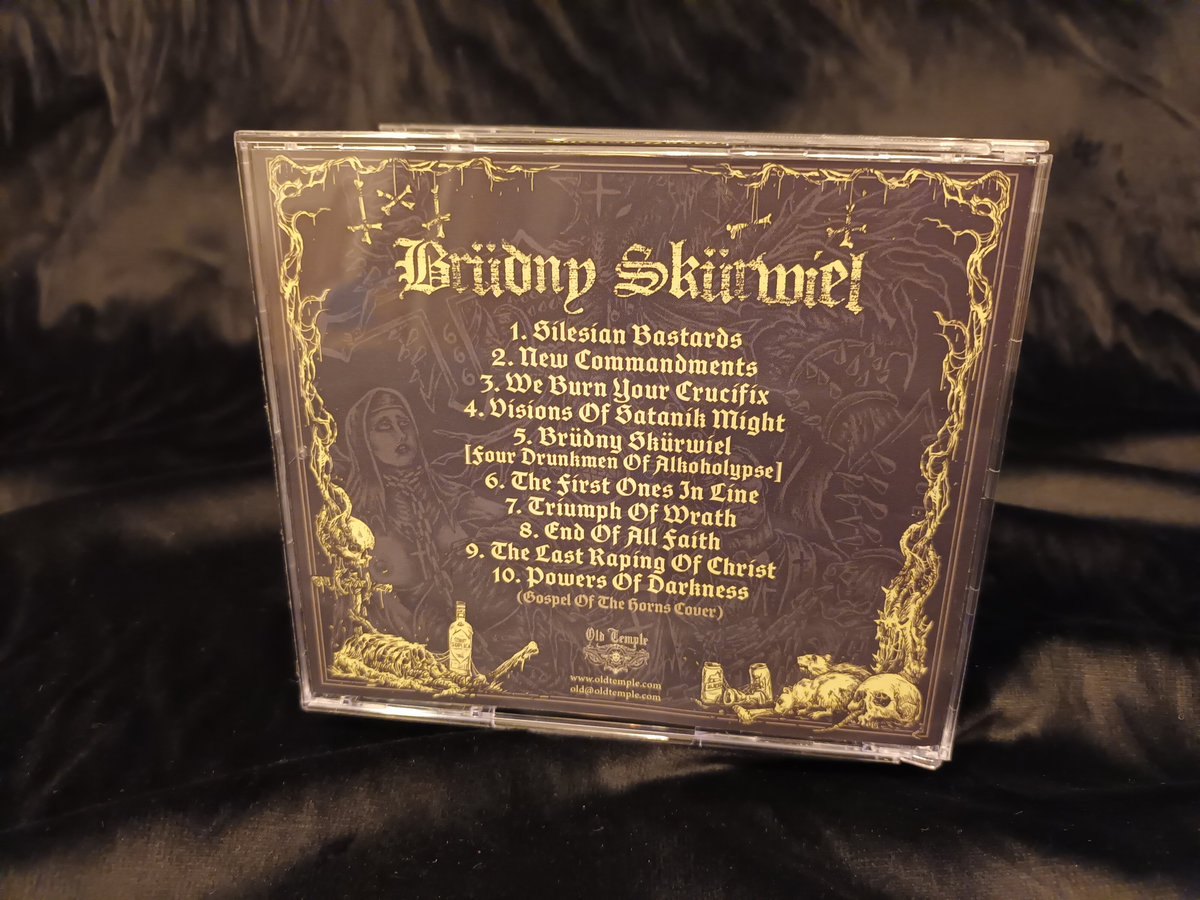 Brüdny Skürwiel
1. Silesian Bastards
2. New Commandments
3. We Burn Your Crucifix
4. Visions Of Satanik Might
5. Brüdny Skürwiel
[Four Drunkmen Of Alkoholypse]
6. The First Ones In Line
7. Triumph Of Wrath
8. End Of All Faith
9. The Last Raping Of Christ
10. Powers Of Darkness
(Gospel Of The Horns Cover)
Old Temple
www.oldtemple.com
old@oldtemple.com